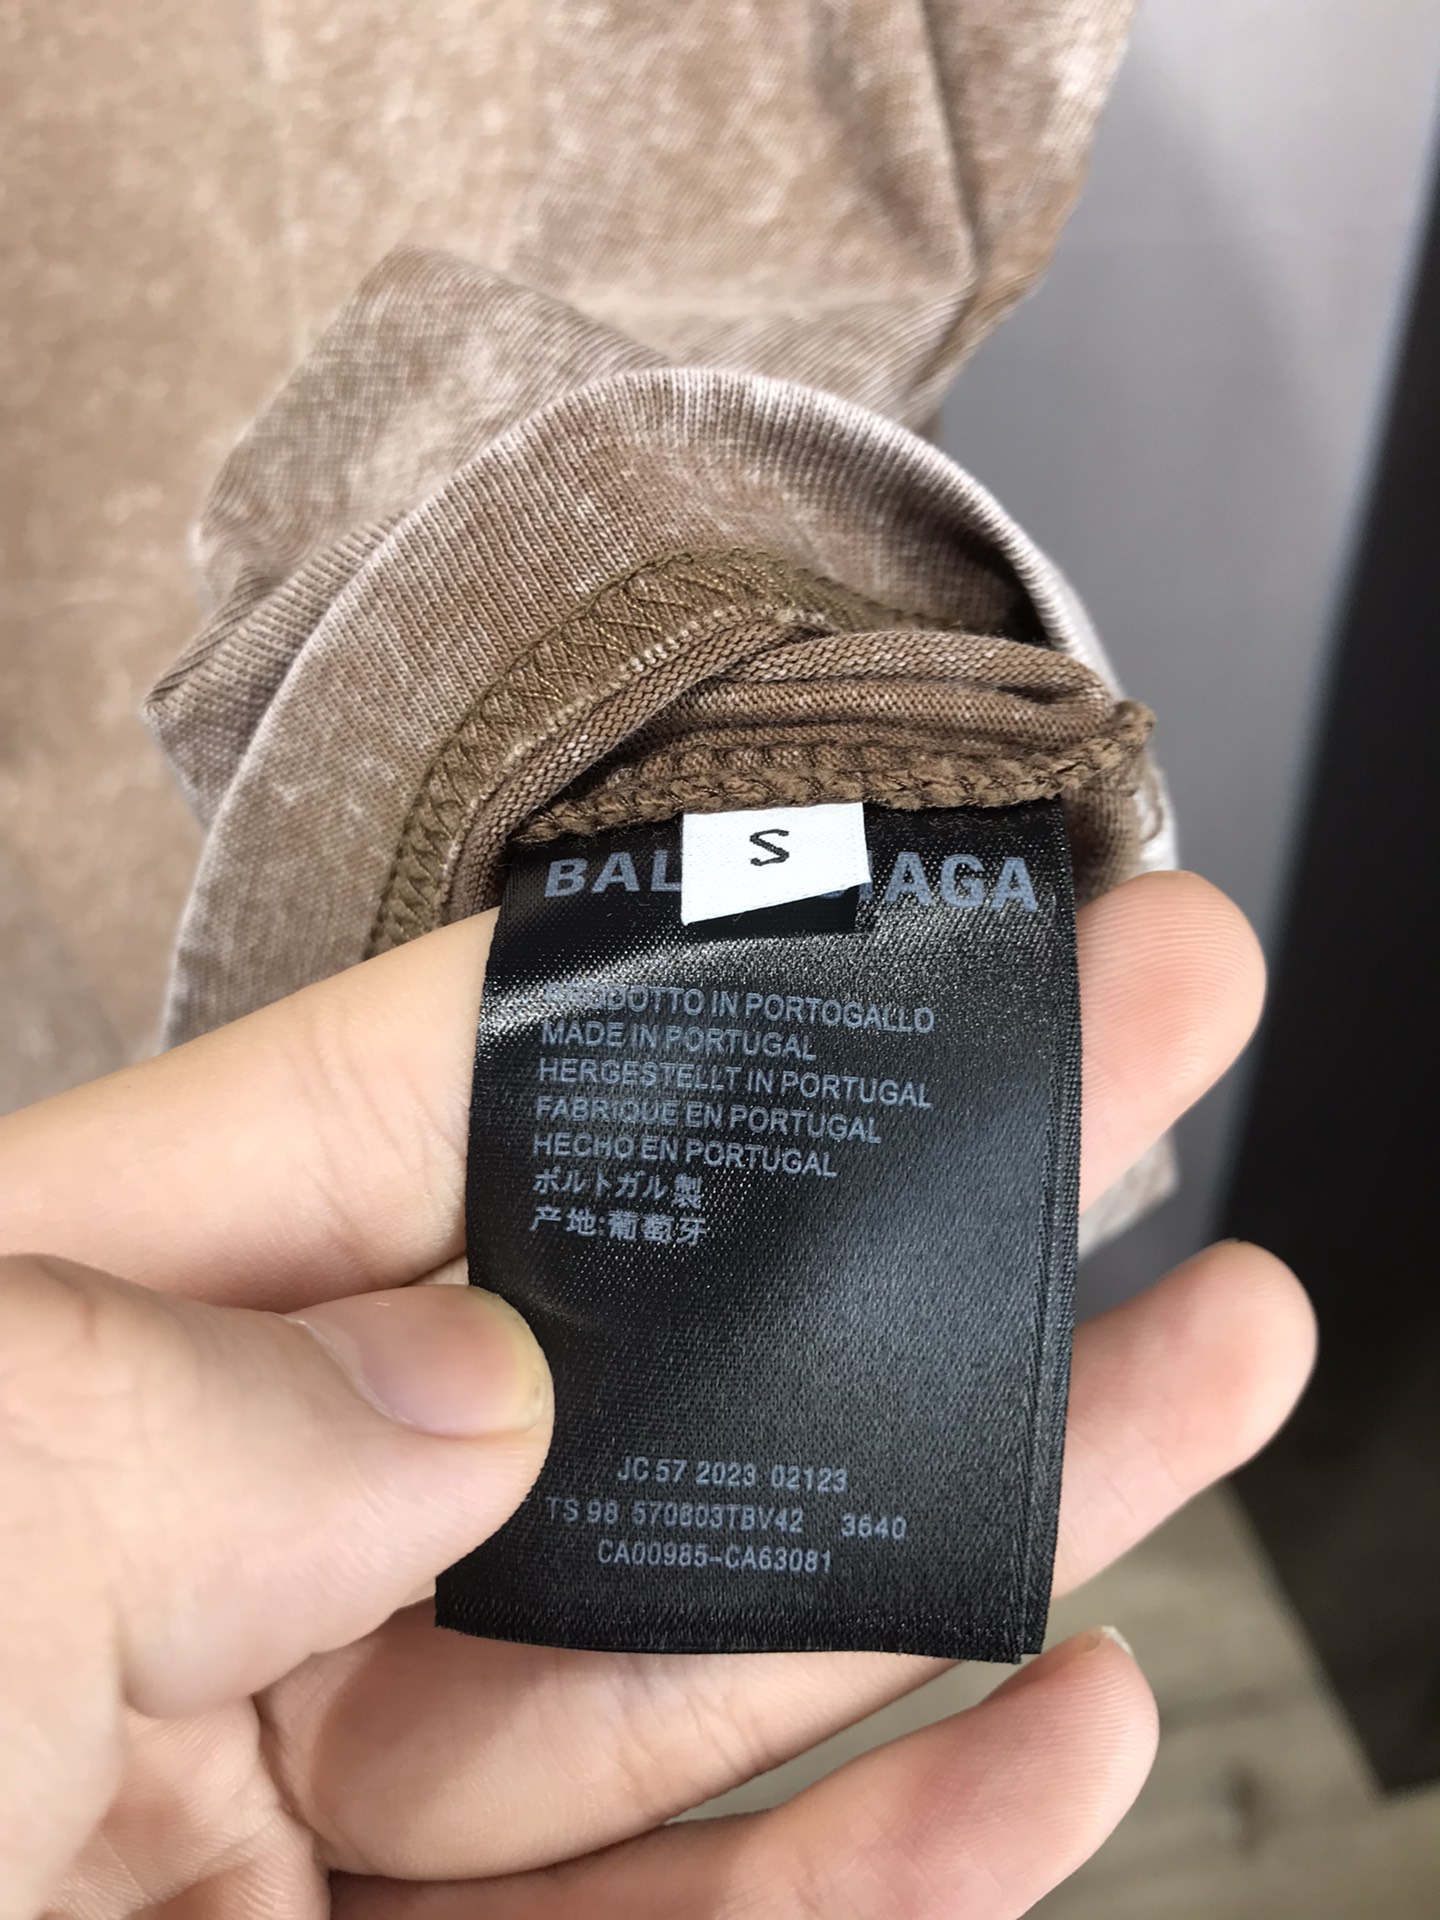 S
BAL IAGA
PRODOTTO IN PORTOGALLO
MADE IN PORTUGAL
HERGESTELLT IN PORTUGAL
FABRIQUE EN PORTUGAL
HECHO EN PORTUGAL
ポルトガル製
产地:葡萄牙
JC 57 2023 02123
TS 98 570803TBV42 3640
CA00985-CA63081